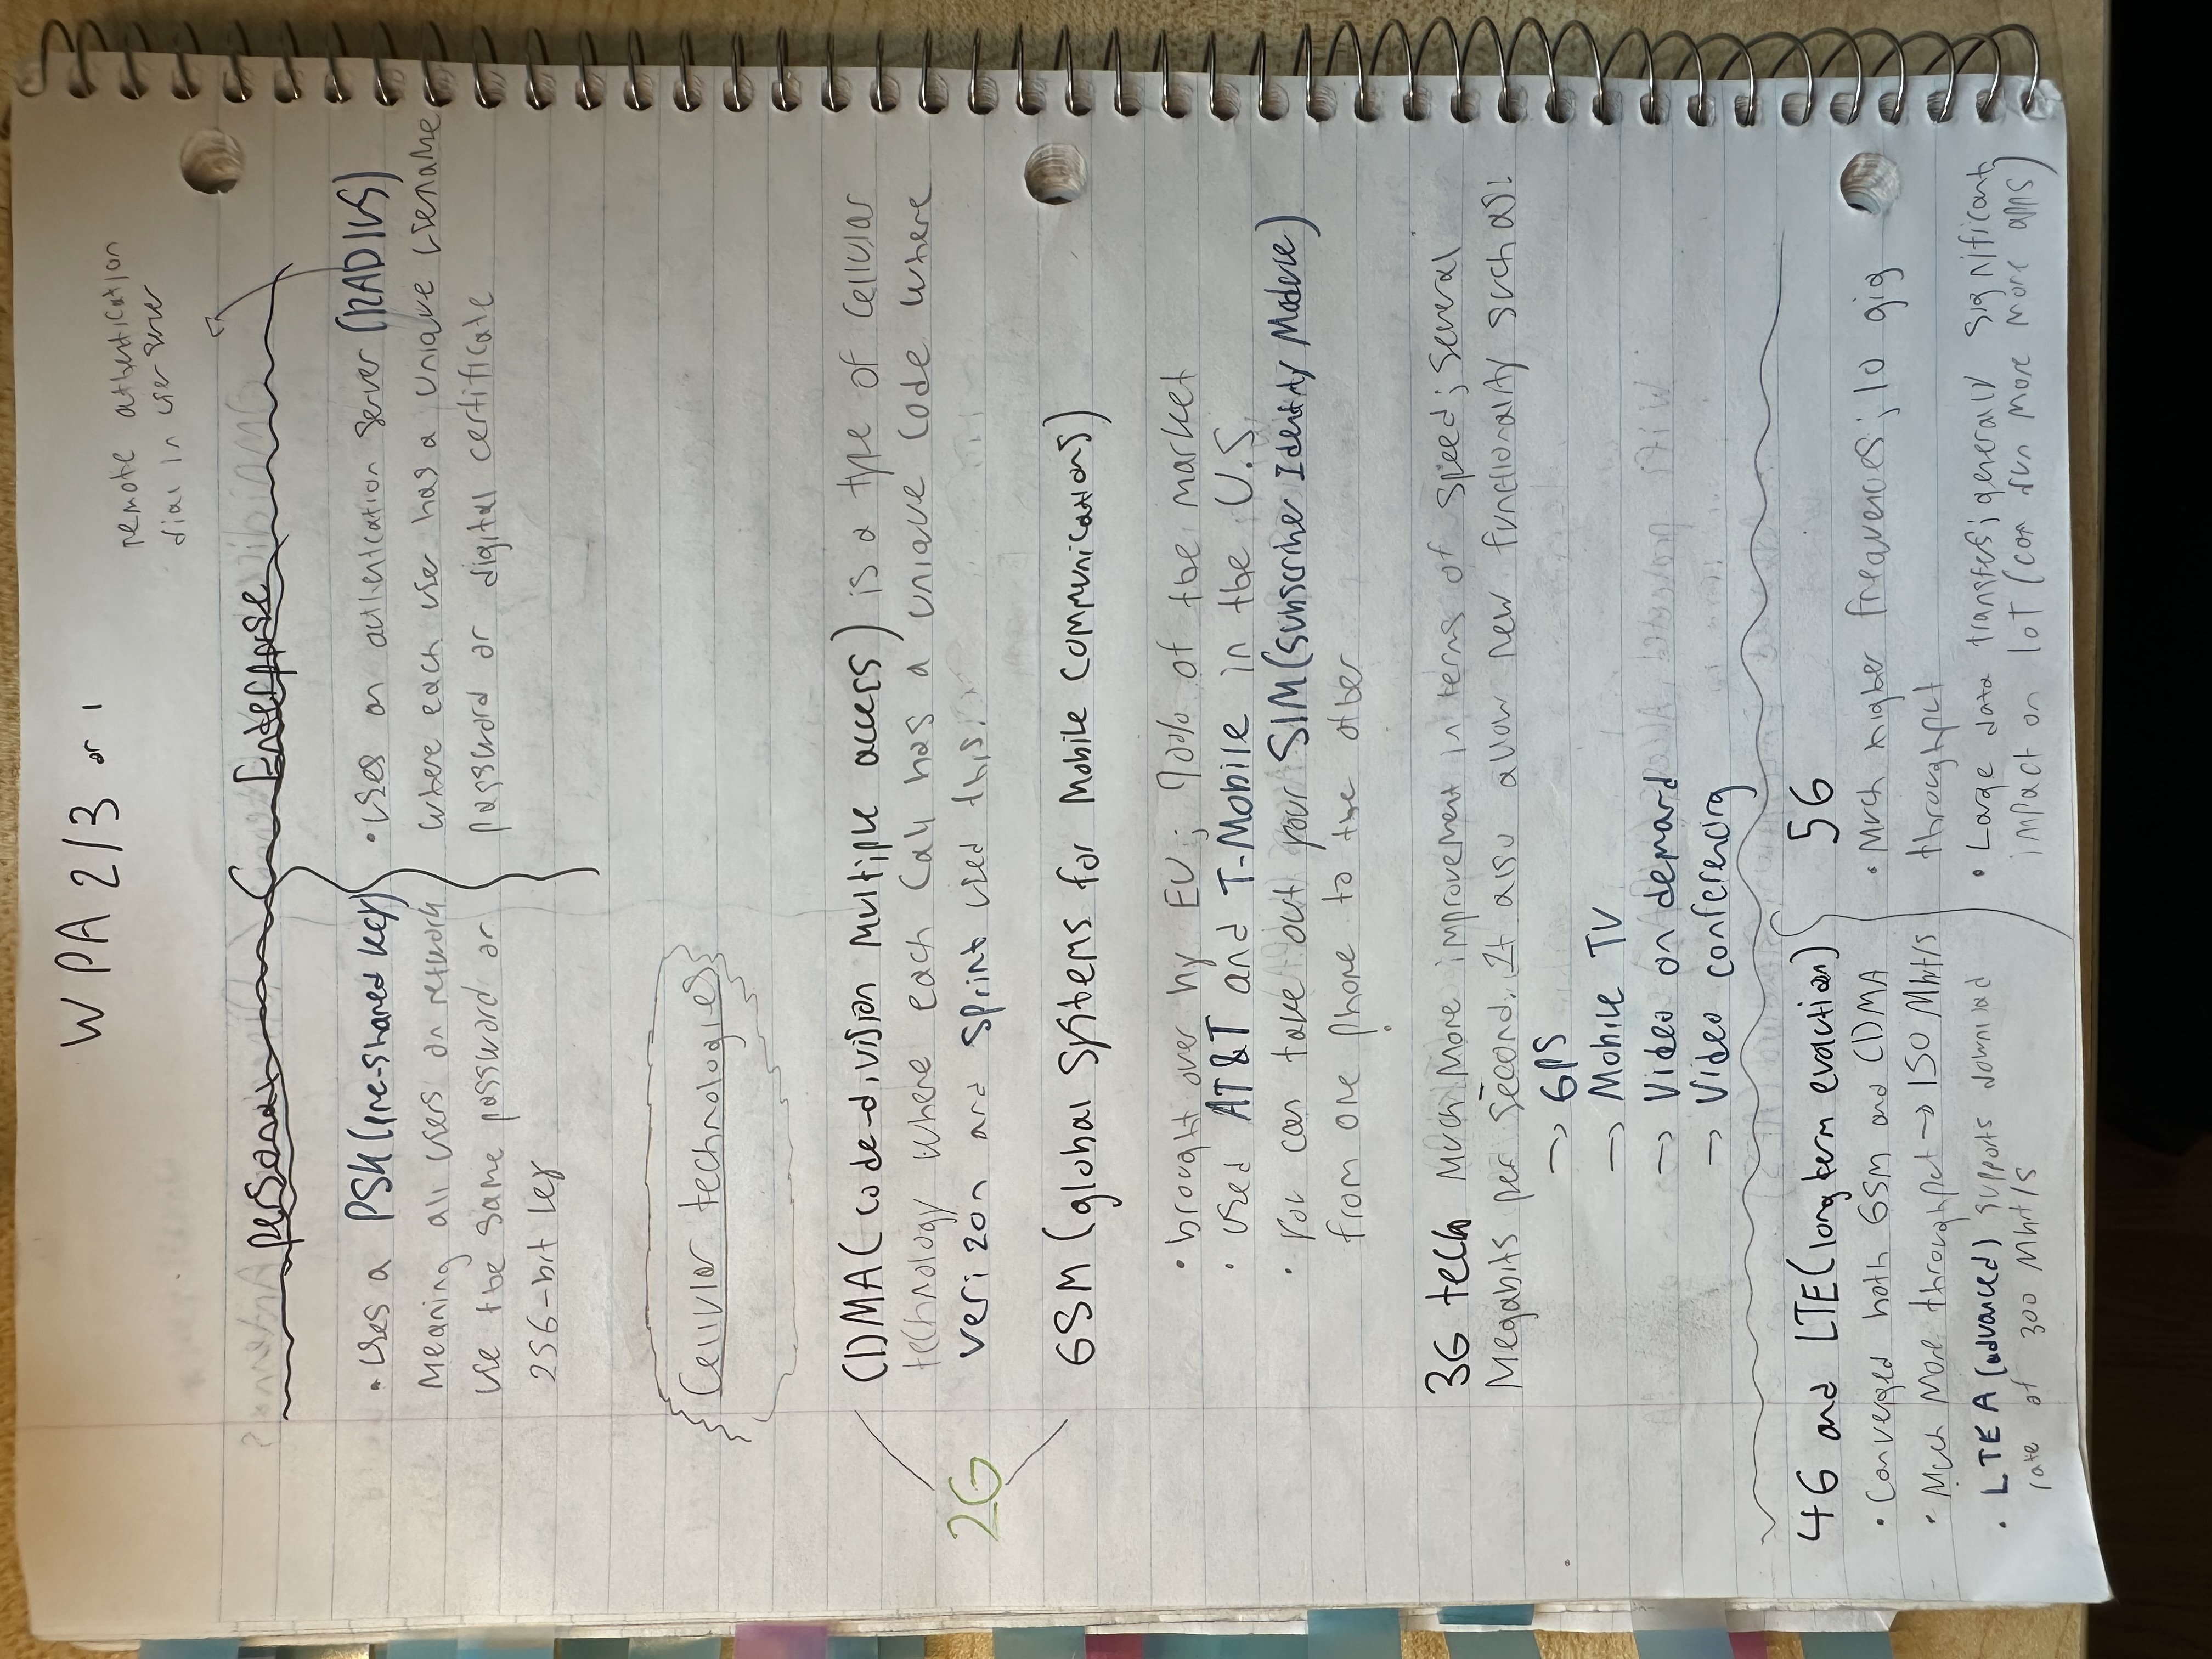 WPA 2/3 or 1
remote authentication
dial in user server
personal
Enterprise
• Uses a PSK (pre-shared key)
Meaning all users on network
use the same password or
256-bit key
• Uses an authentication server (RADIUS)
where each user has a unique username
password or digital certificate
Cellular technologies
2G
CDMA (code-division multiple access) is a type of cellular
technology where each call has a unique code where
verizon and sprint used this.
GSM (global systems for Mobile Communications)
• brought over by EU; 90% of the market
• Used AT&T and T-Mobile in the U.S.
• You can take out your SIM (Subscriber Identity Module)
from one phone to the other
3G tech Much More improvement in terms of speed; several
Megabits per second. It also allow new functionality such as:
→ GPS
→ Mobile TV
→ Video on demand
→ Video conferencing
4G and LTE (long term evolution)
• Converged both GSM and CDMA
• Much More throughput → 150 Mbit/s
• LTE A (advanced) supports download
rate of 300 Mbit/s
5G
• Much higher frequencies; 10 gig
throughput
• Large data transfers; generally significant
impact on IoT (can run more more apps)